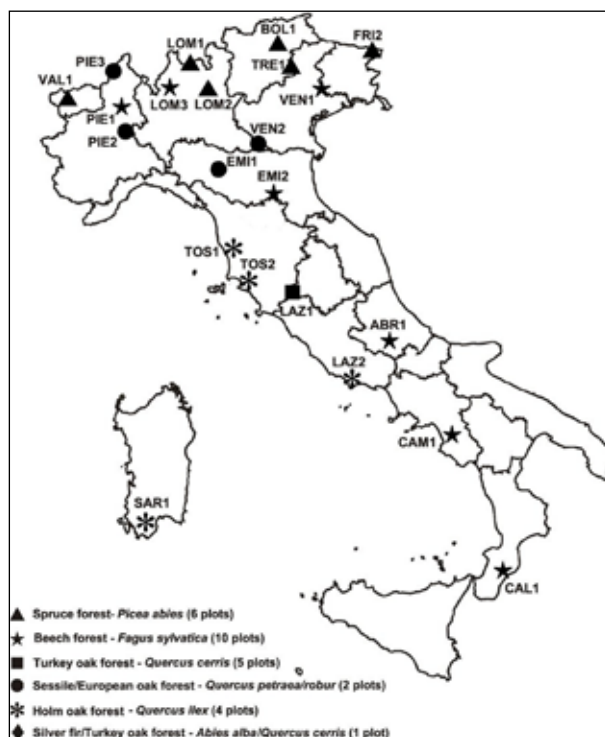 BOL1
FRI2
LOM1
PIE3
TRE1
VAL1
LOM3
LOM2
VEN1
PIE1
PIE2
VEN2
EMI1
EMI2
TOS1
TOS2
LAZ1
ABR1
LAZ2
CAM1
SAR1
CAL1
Spruce forest- Picea abies (6 plots)
Beech forest - Fagus sylvatica (10 plots)
Turkey oak forest - Quercus cerris (5 plots)
Sessile/European oak forest - Quercus petraea/robur (2 plots)
Holm oak forest - Quercus ilex (4 plots)
Silver fir/Turkey oak forest - Abies alba/Quercus cerris (1 plot)